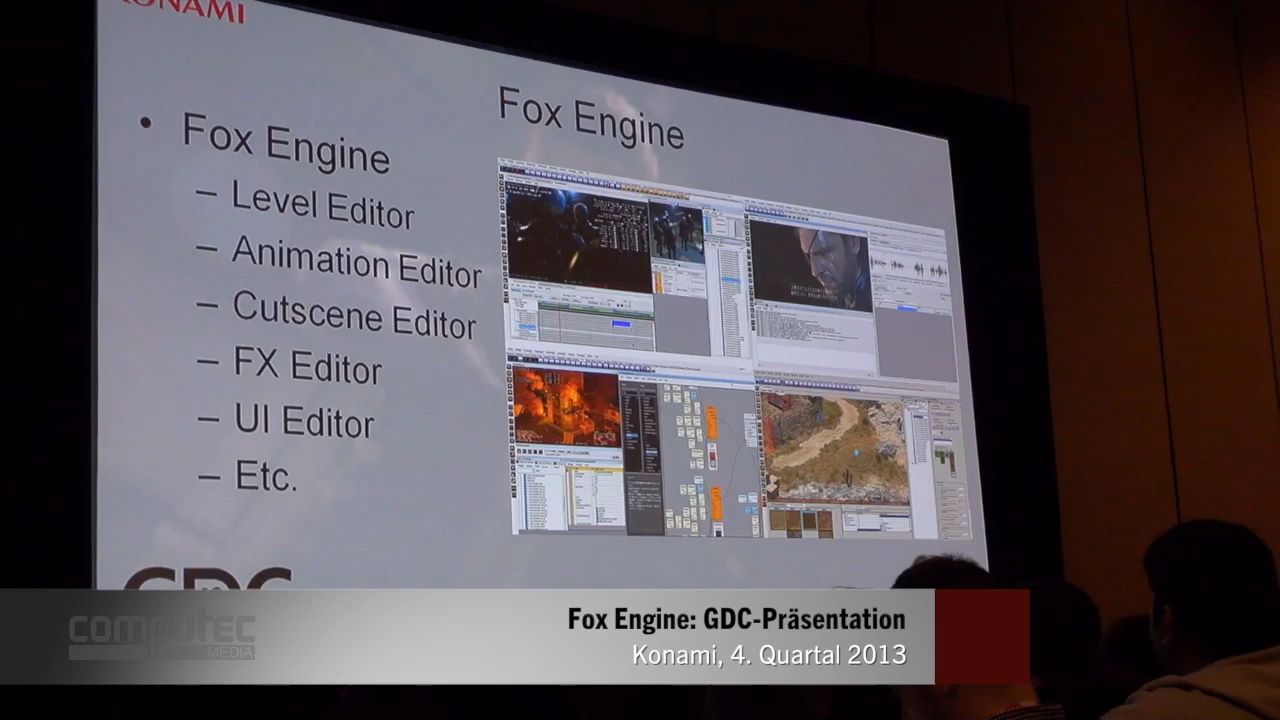 KONAMI
Fox Engine
• Fox Engine
– Level Editor
– Animation Editor
– Cutscene Editor
– FX Editor
– UI Editor
– Etc.
GDC
computec
MEDIA
Fox Engine: GDC-Präsentation
Konami, 4. Quartal 2013